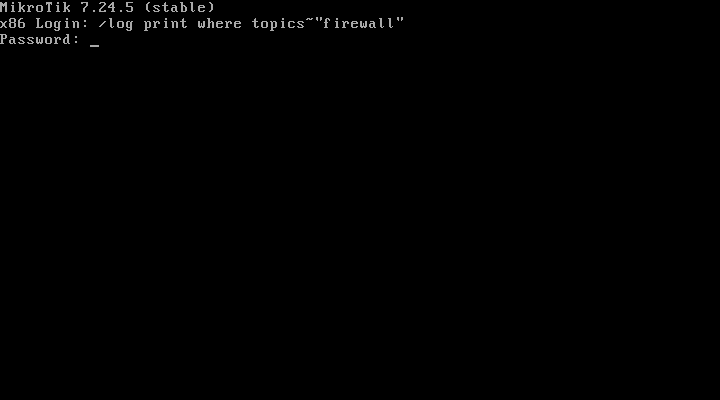 MikroTik 7.24.5 (stable)
x86 Login: /log print where topics~"firewall"
Password: _